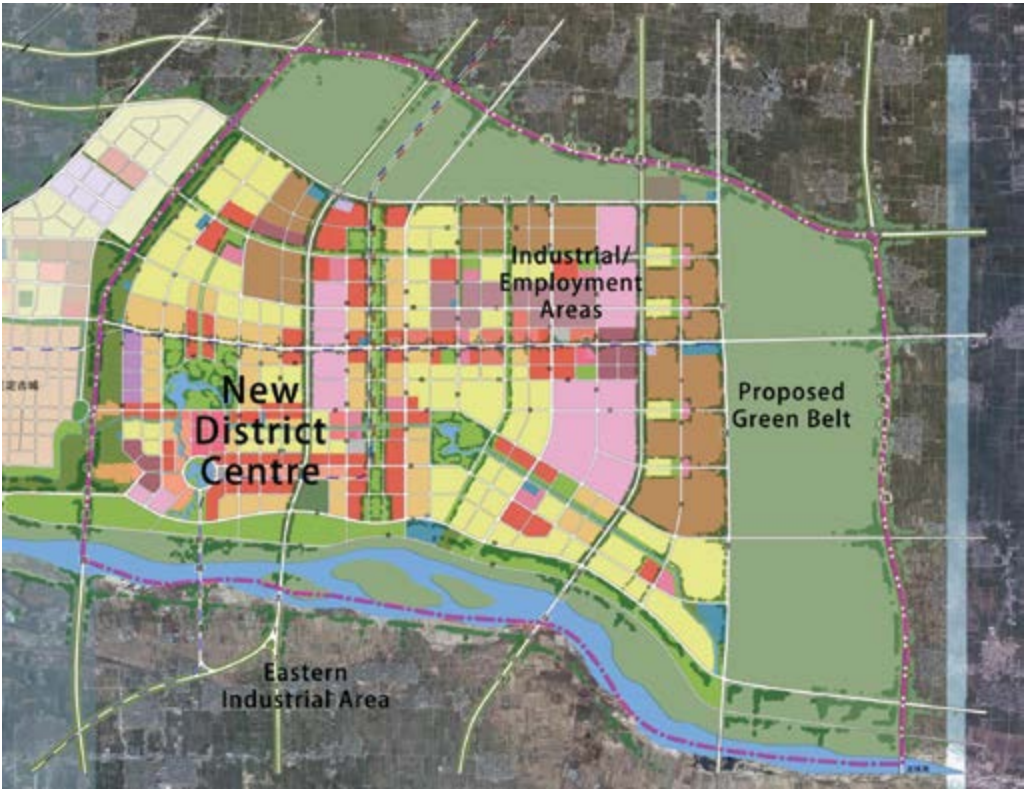 Industrial/
Employment
Areas
New
District
Centre
Proposed
Green Belt
Eastern
Industrial Area